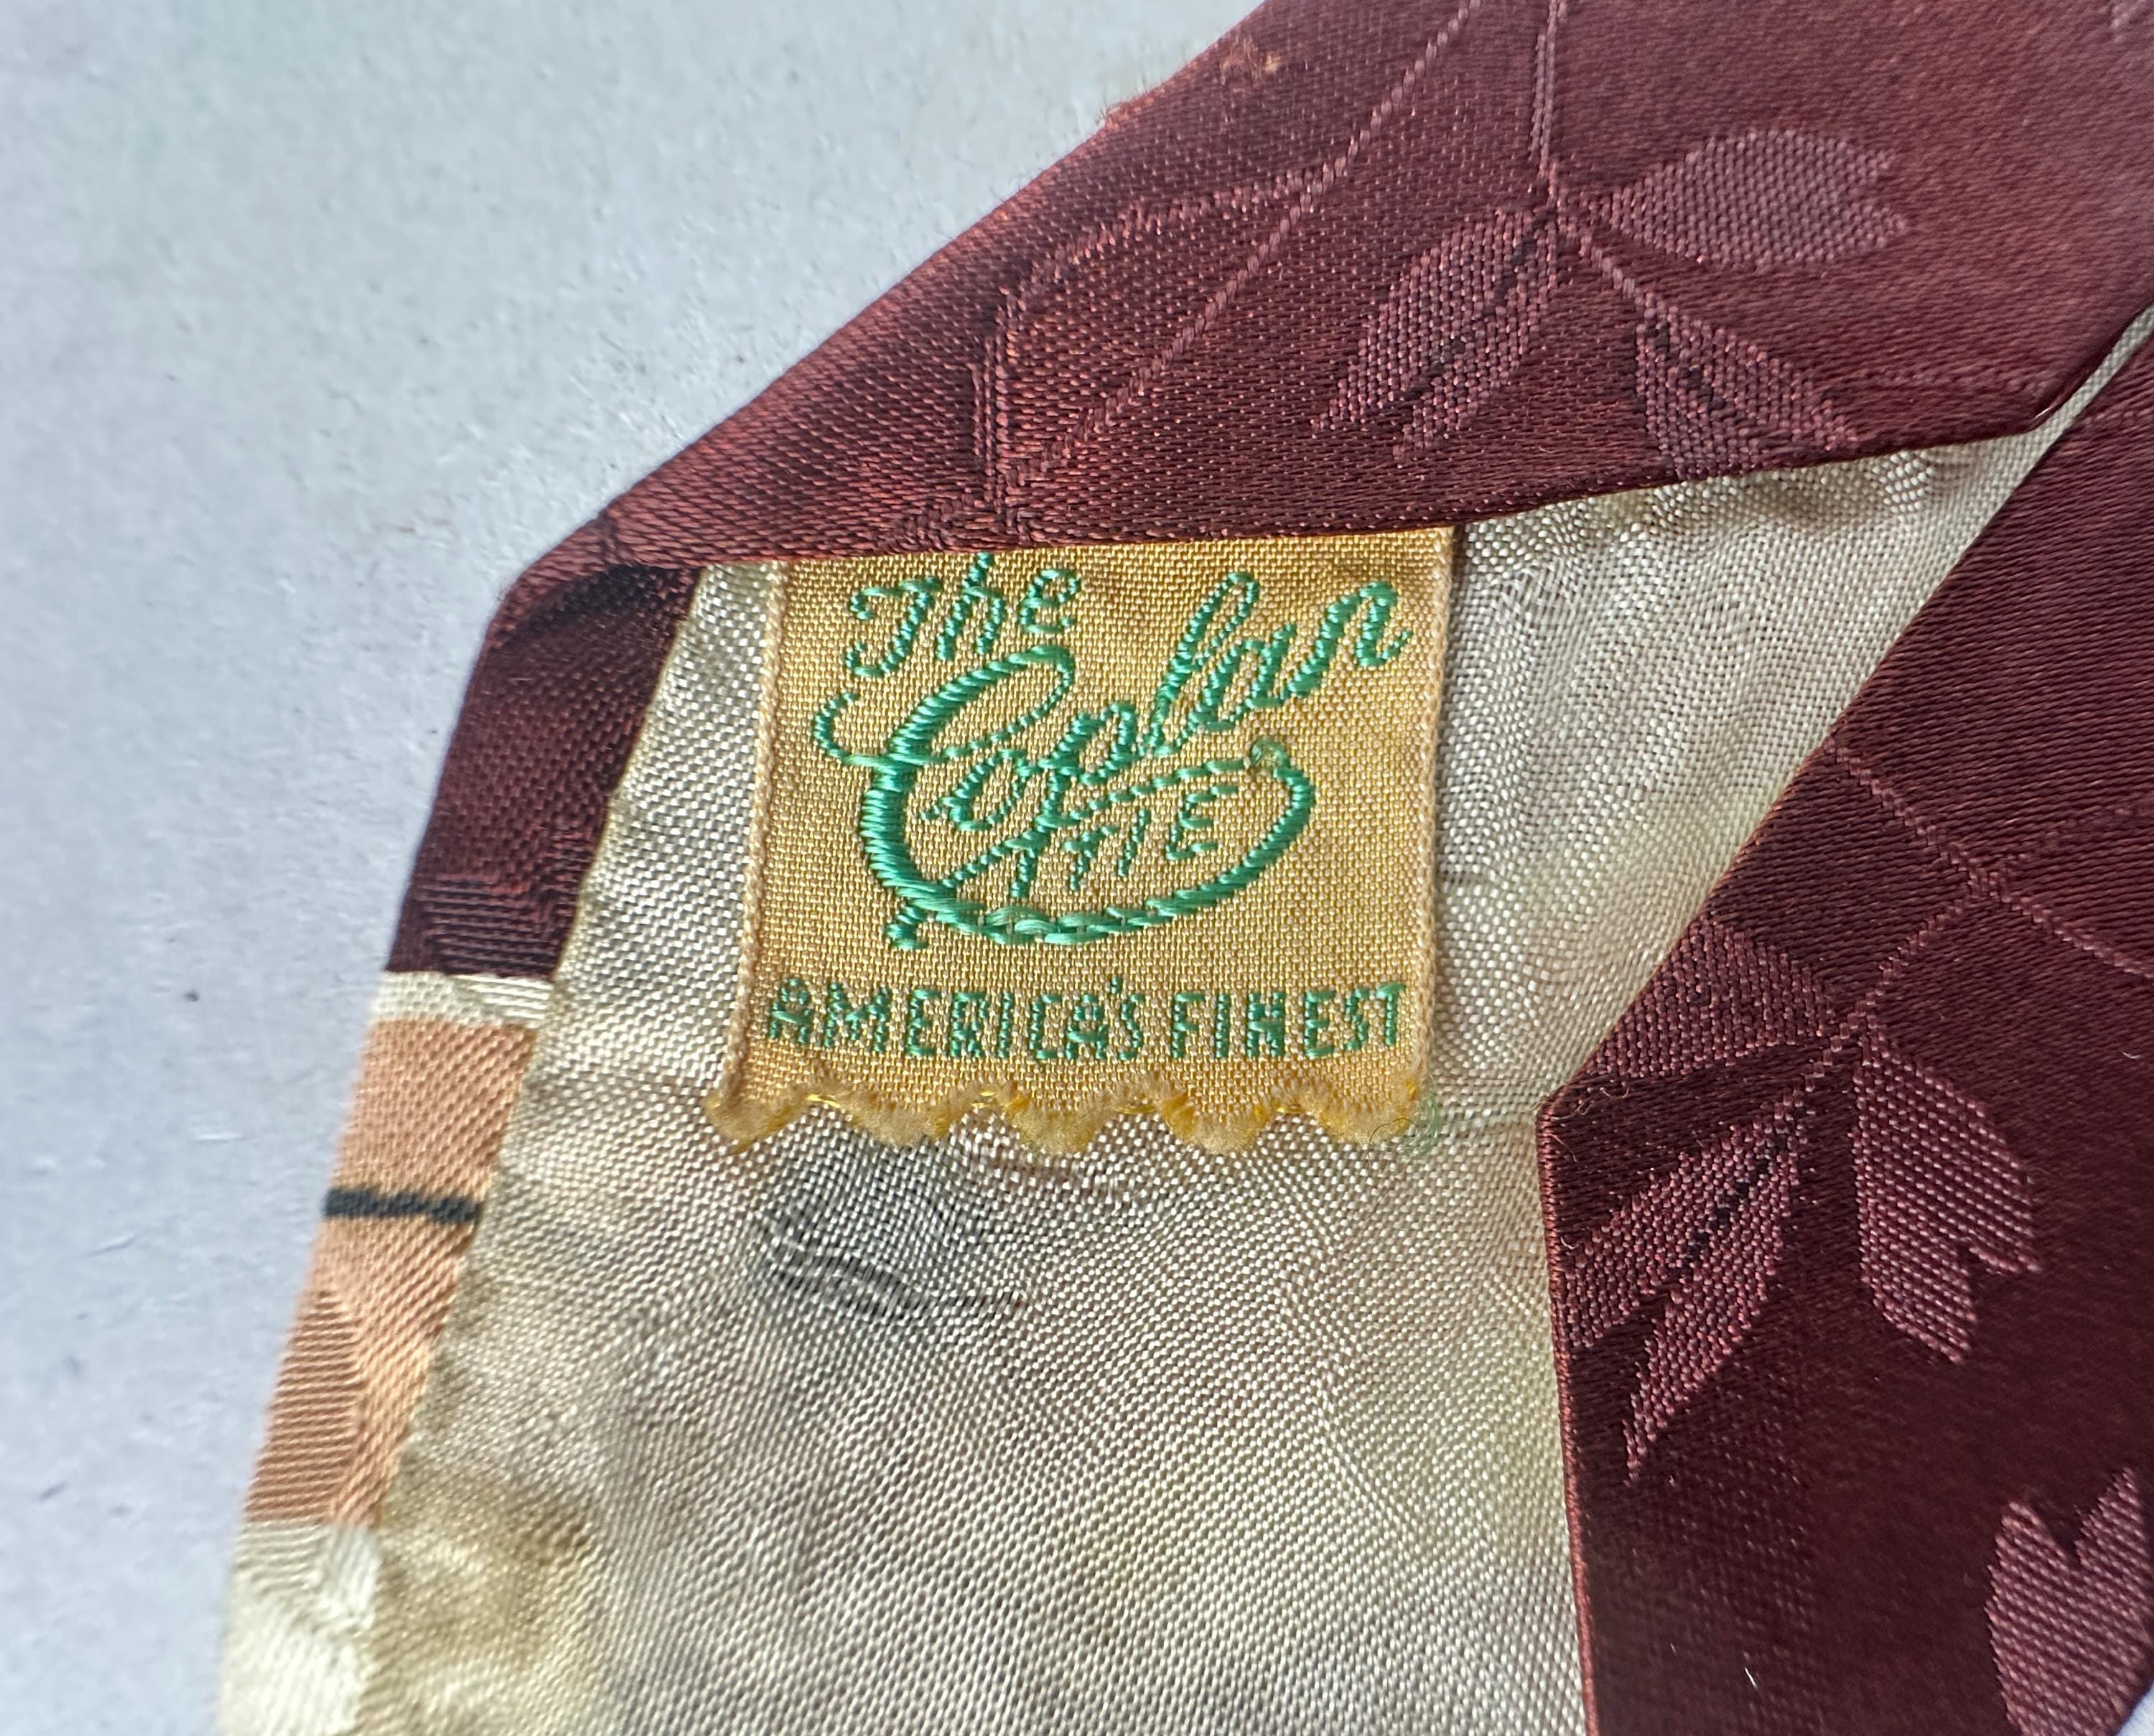 The
Coplan
TIE
AMERICA'S FINEST